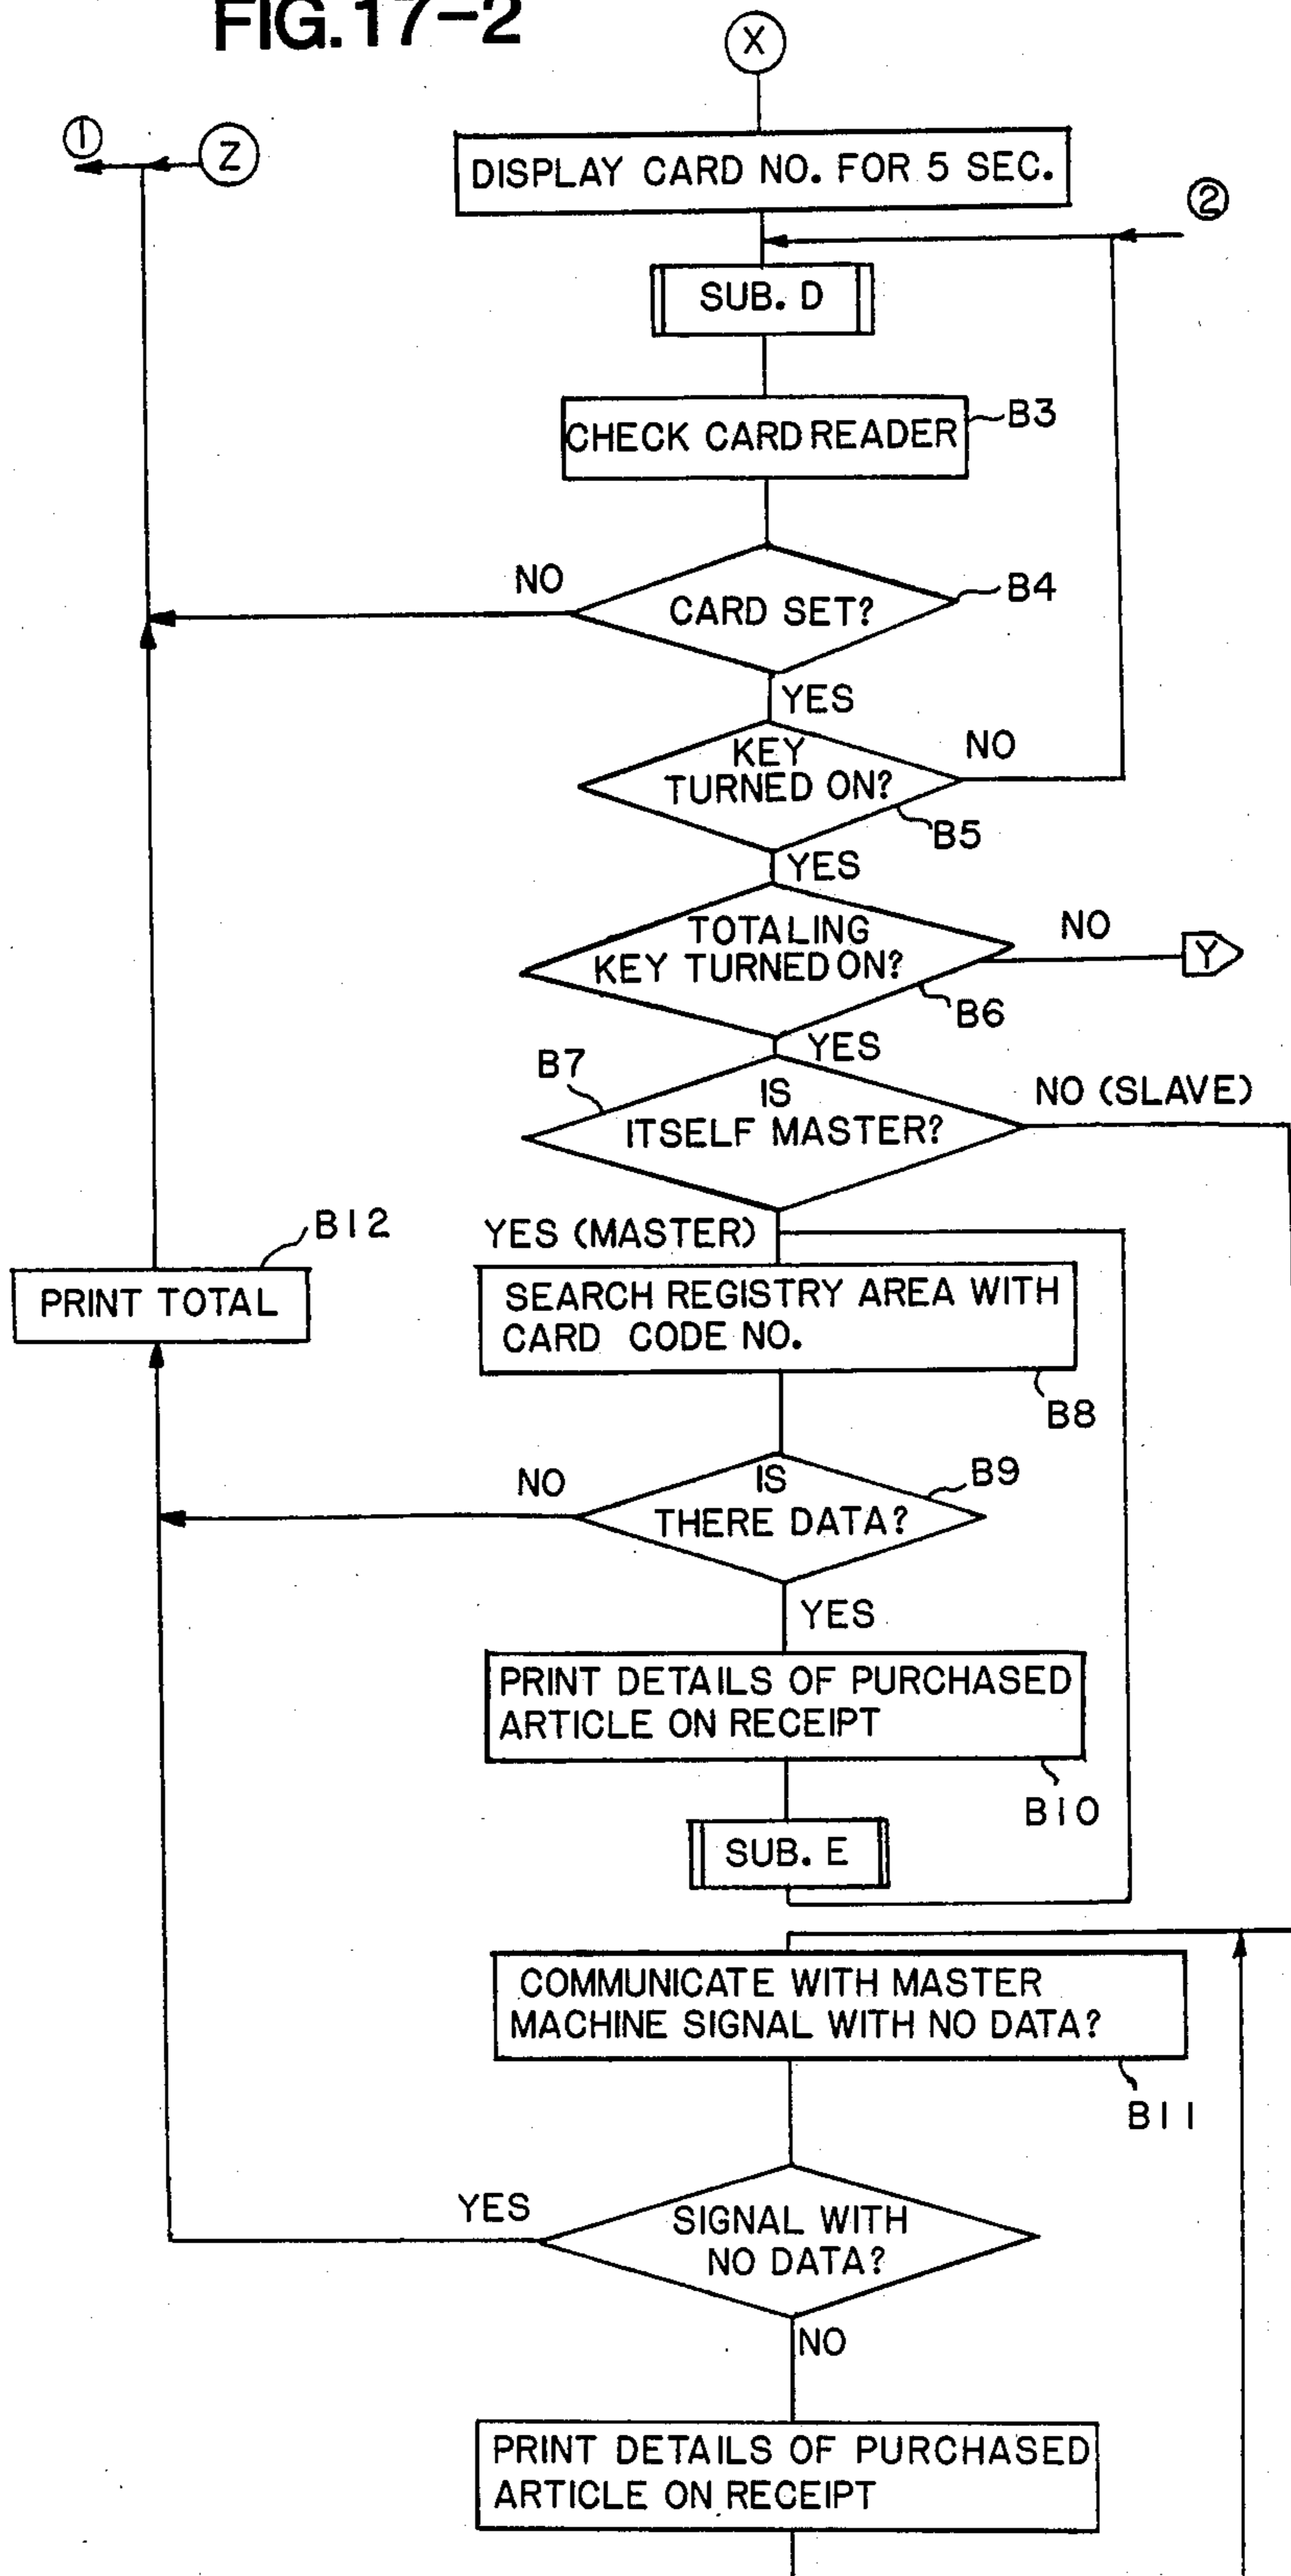 FIG.17-2
X
①
Z
DISPLAY CARD NO. FOR 5 SEC.
②
SUB. D
CHECK CARD READER
B3
NO
CARD SET?
B4
YES
KEY
TURNED ON?
NO
B5
YES
TOTALING
KEY TURNED ON?
NO
Y
B6
YES
B7
IS
ITSELF MASTER?
NO (SLAVE)
YES (MASTER)
B12
PRINT TOTAL
SEARCH REGISTRY AREA WITH
CARD CODE NO.
B8
NO
IS
THERE DATA?
B9
YES
PRINT DETAILS OF PURCHASED
ARTICLE ON RECEIPT
B10
SUB. E
COMMUNICATE WITH MASTER
MACHINE SIGNAL WITH NO DATA?
B11
YES
SIGNAL WITH
NO DATA?
NO
PRINT DETAILS OF PURCHASED
ARTICLE ON RECEIPT